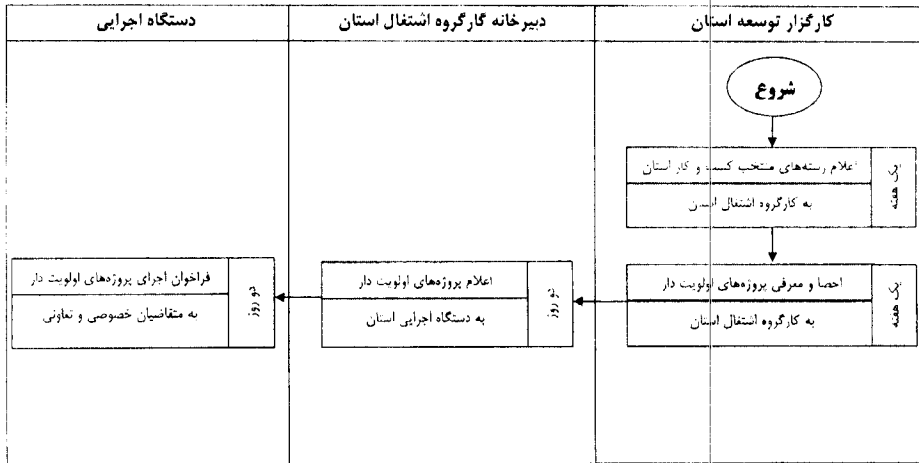 کارگزار توسعه استان
دبیرخانه گارگروه اشتغال استان
دستگاه اجرایی
شروع
اعلام رسته‌های منتخب کسب و کار استان
به کارگروه اشتغال استان
یک هفته
احصا و معرفی پروژه‌های اولویت دار
به کارگروه اشتغال استان
یک هفته
اعلام پروژه‌های اولویت دار
به دستگاه اجرایی استان
دو روز
فراخوان اجرای پروژه‌های اولویت دار
به متقاضیان خصوصی و تعاونی
دو روز